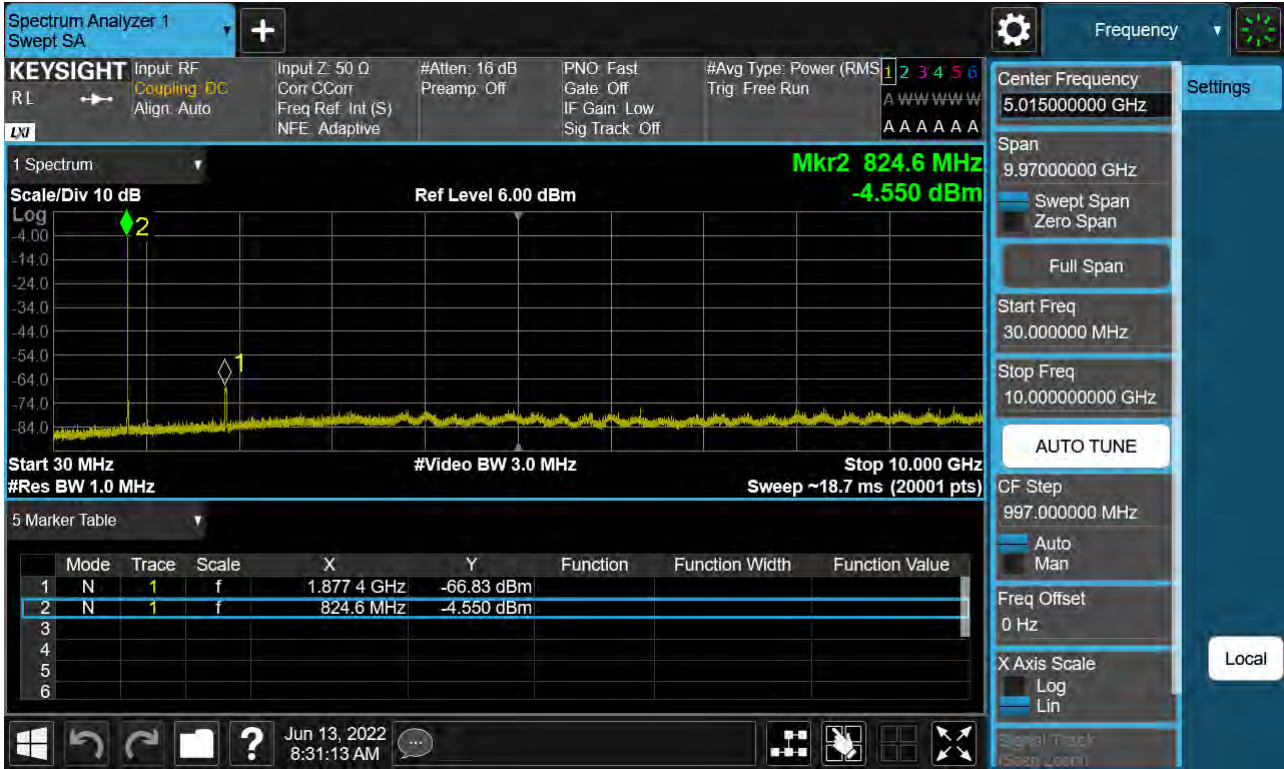 Spectrum Analyzer 1
Swept SA
Frequency
KEYSIGHT
RL
LXI
Input: RF
Coupling: DC
Align: Auto
Input Z: 50 Ω
Corr CCorr
Freq Ref: Int (S)
NFE: Adaptive
#Atten: 16 dB
Preamp: Off
PNO: Fast
Gate: Off
IF Gain: Low
Sig Track: Off
#Avg Type: Power (RMS
Trig: Free Run
1 2 3 4 5 6
A W W W W W
A A A A A A
1 Spectrum
Mkr2 824.6 MHz
-4.550 dBm
Scale/Div 10 dB
Ref Level 6.00 dBm
Log
-4.00
-14.0
-24.0
-34.0
-44.0
-54.0
-64.0
-74.0
-84.0
2
1
Start 30 MHz
#Video BW 3.0 MHz
Stop 10.000 GHz
#Res BW 1.0 MHz
Sweep ~18.7 ms (20001 pts)
5 Marker Table
Mode Trace Scale X Y Function Function Width Function Value
1 N 1 f 1.877 4 GHz -66.83 dBm
2 N 1 f 824.6 MHz -4.550 dBm
3
4
5
6
Jun 13, 2022
8:31:13 AM
Center Frequency
5.015000000 GHz
Settings
Span
9.97000000 GHz
Swept Span
Zero Span
Full Span
Start Freq
30.000000 MHz
Stop Freq
10.000000000 GHz
AUTO TUNE
CF Step
997.000000 MHz
Auto
Man
Freq Offset
0 Hz
X Axis Scale
Log
Lin
Local
Signal Track
(Span Zoom)